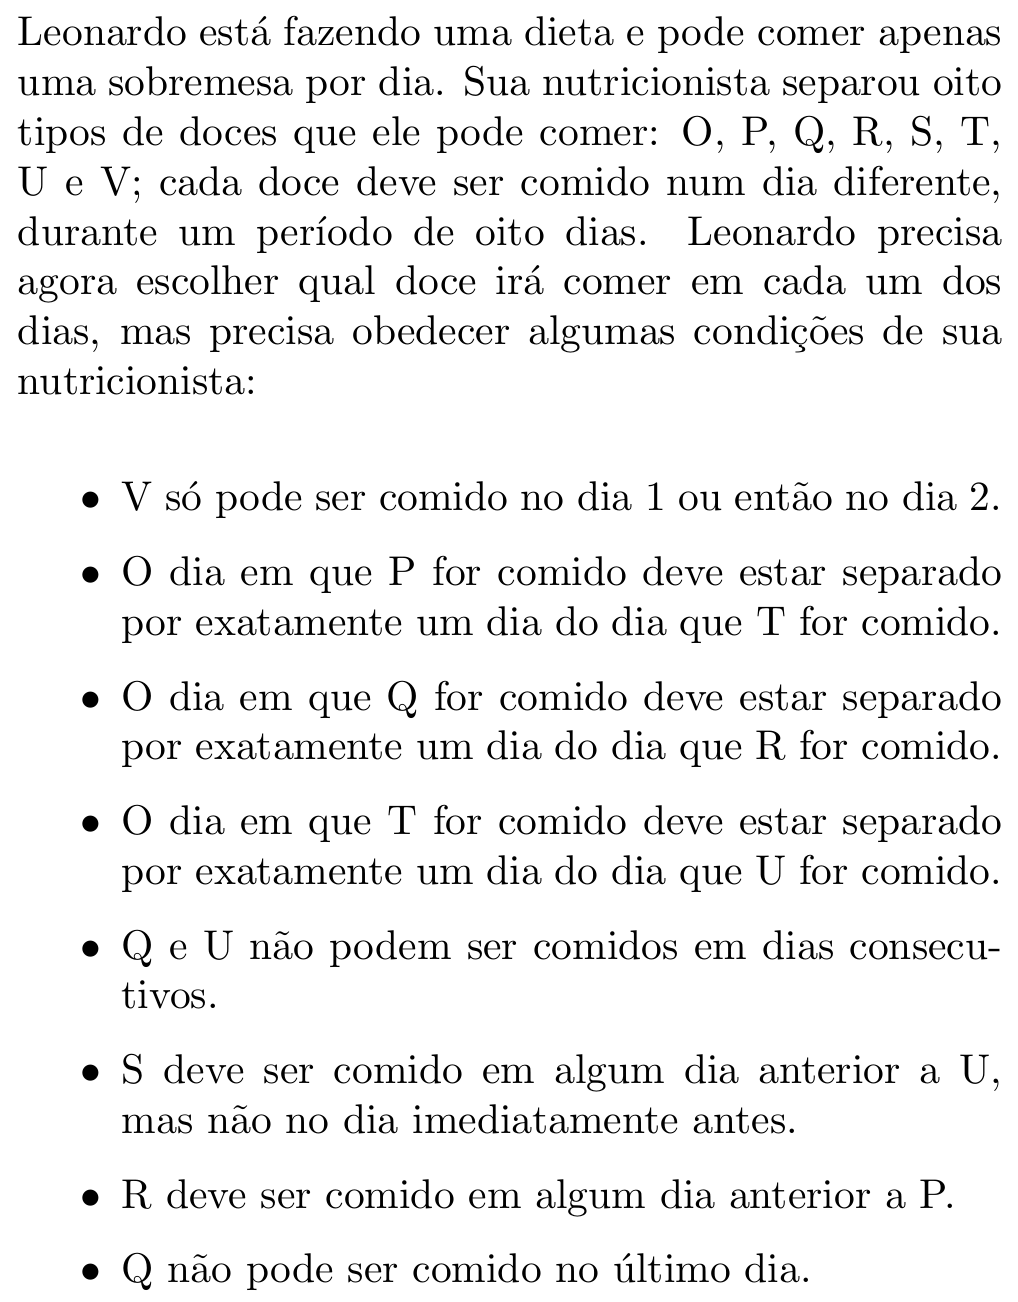 Leonardo está fazendo uma dieta e pode comer apenas
uma sobremesa por dia. Sua nutricionista separou oito
tipos de doces que ele pode comer: O, P, Q, R, S, T,
U e V; cada doce deve ser comido num dia diferente,
durante um período de oito dias. Leonardo precisa
agora escolher qual doce irá comer em cada um dos
dias, mas precisa obedecer algumas condições de sua
nutricionista:
• V só pode ser comido no dia 1 ou então no dia 2.
• O dia em que P for comido deve estar separado
por exatamente um dia do dia que T for comido.
• O dia em que Q for comido deve estar separado
por exatamente um dia do dia que R for comido.
• O dia em que T for comido deve estar separado
por exatamente um dia do dia que U for comido.
• Q e U não podem ser comidos em dias consecu-
tivos.
• S deve ser comido em algum dia anterior a U,
mas não no dia imediatamente antes.
• R deve ser comido em algum dia anterior a P.
• Q não pode ser comido no último dia.